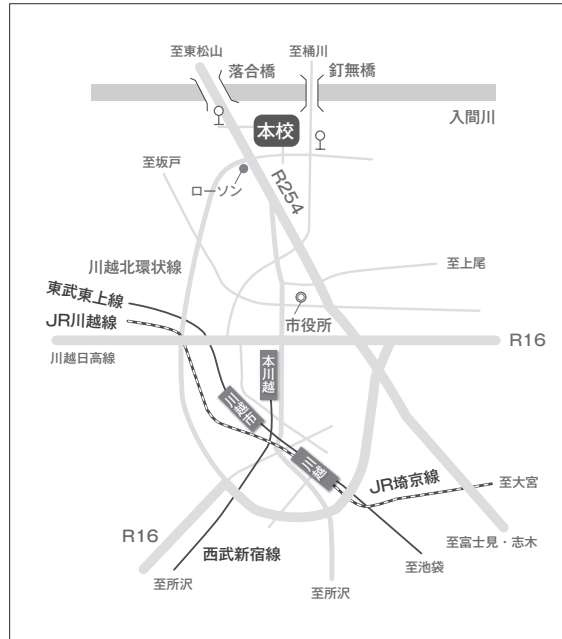 至東松山
至桶川
落合橋
釘無橋
入間川
本校
至坂戸
ローソン
R254
川越北環状線
至上尾
東武東上線
市役所
JR川越線
R16
川越日高線
本川越
川越市
川越
JR埼京線
至大宮
R16
西武新宿線
至富士見・志木
至池袋
至所沢
至所沢